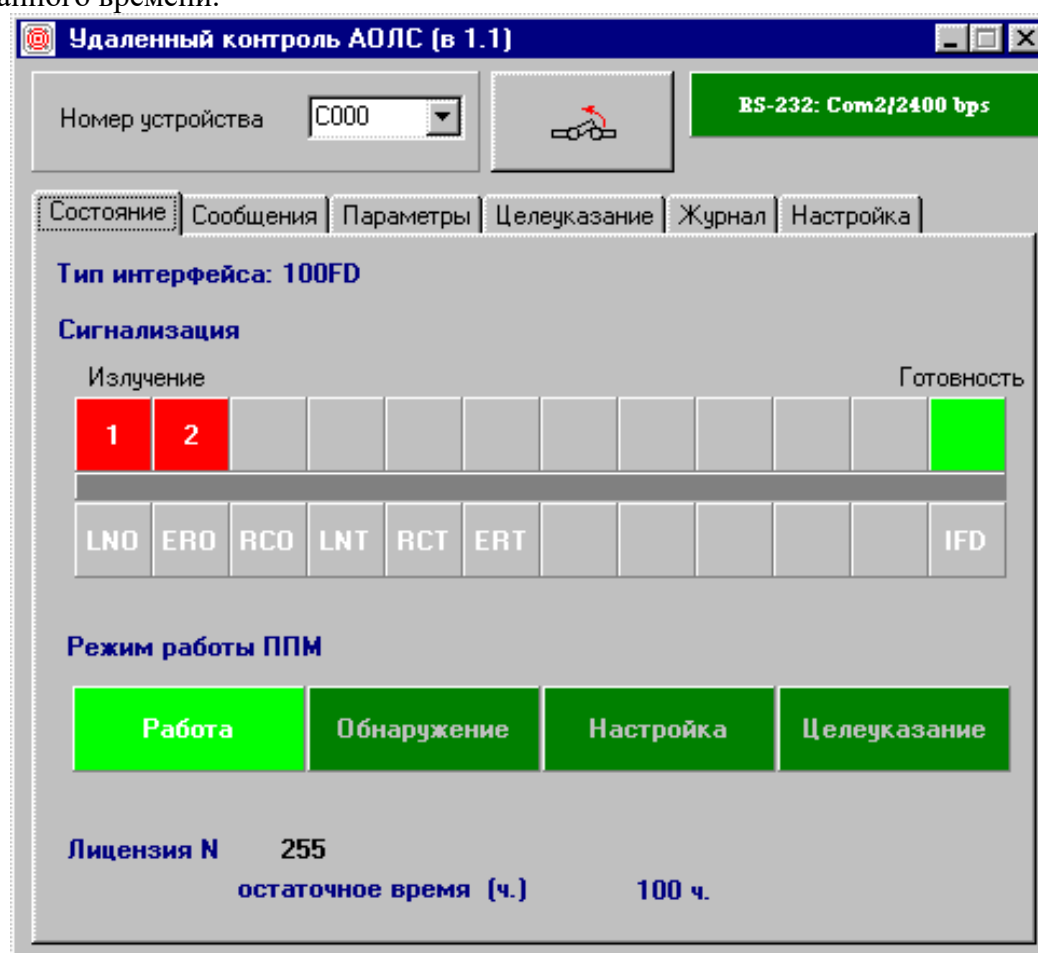 анного времени.
Удаленный контроль АОЛС (в 1.1)
Номер устройства C000 RS-232: Com2/2400 bps
Состояние Сообщения Параметры Целеуказание Журнал Настройка
Тип интерфейса: 100FD
Сигнализация
Излучение Готовность
1 2
LNO ERO RCO LNT RCT ERT IFD
Режим работы ППМ
Работа Обнаружение Настройка Целеуказание
Лицензия N 255
остаточное время (ч.) 100 ч.